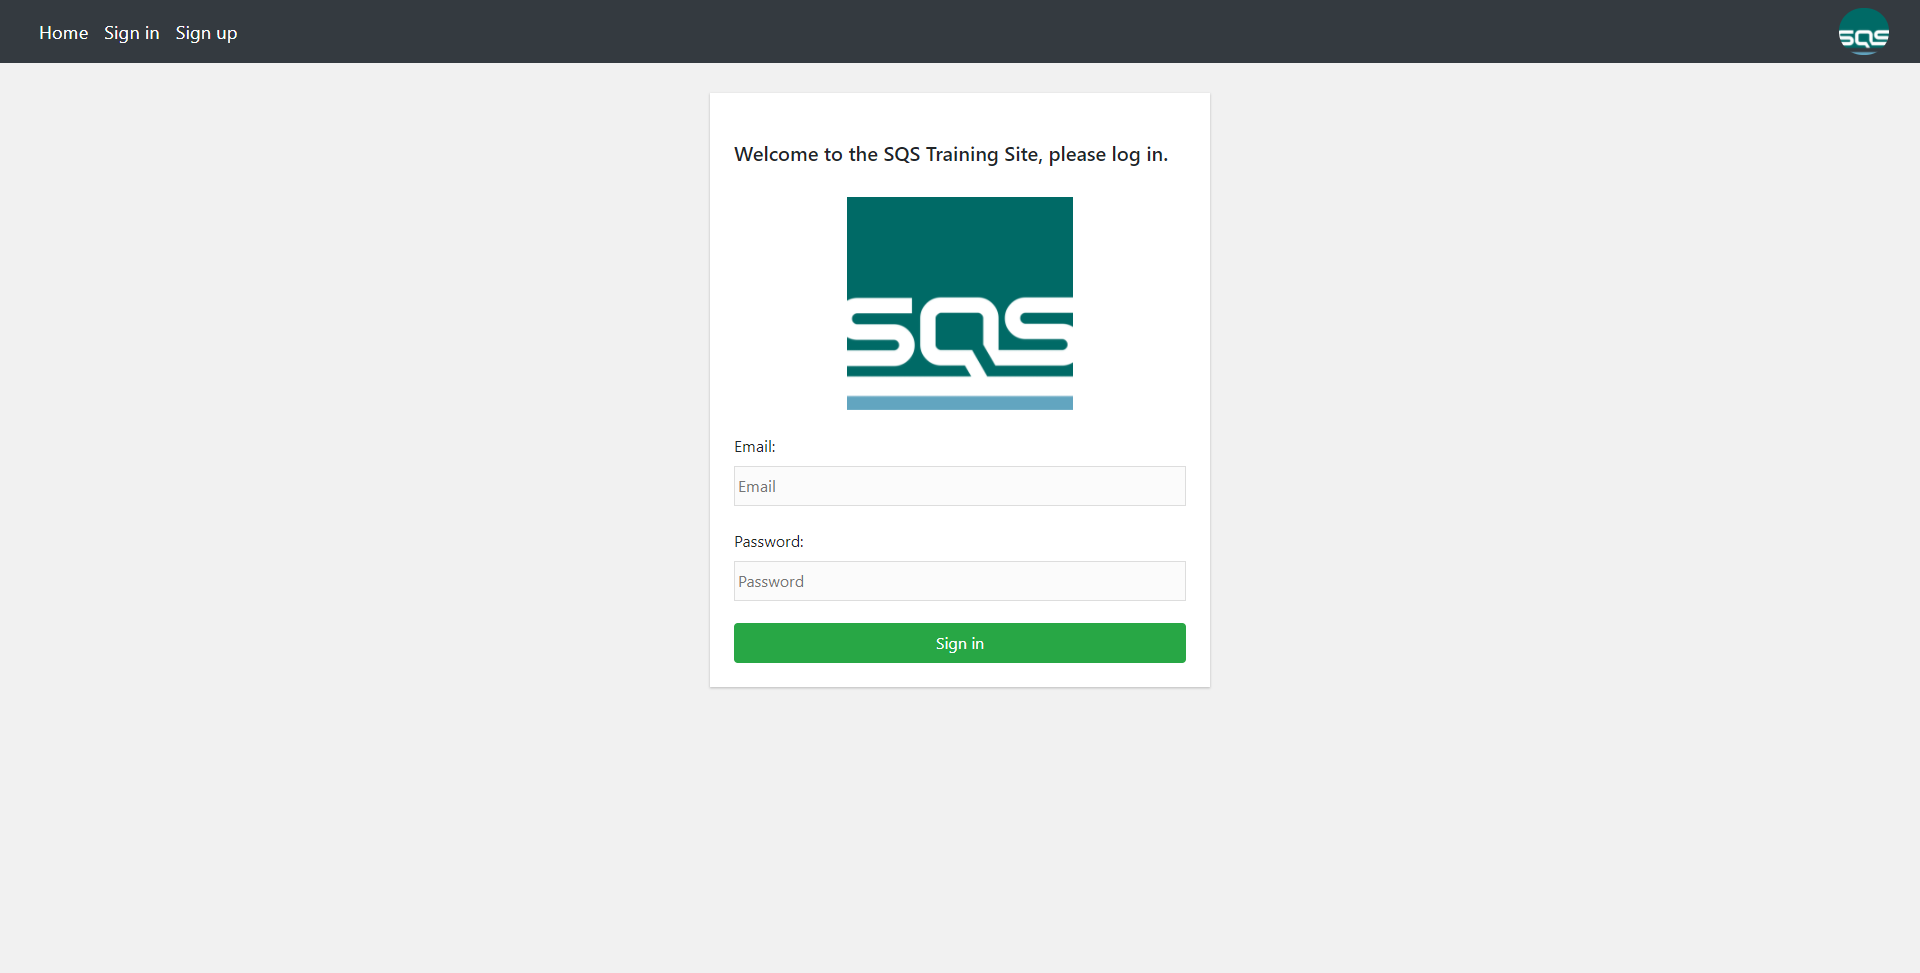 Home Sign in Sign up
SQS
Welcome to the SQS Training Site, please log in.
SQS
Email:
Email
Password:
Password
Sign in